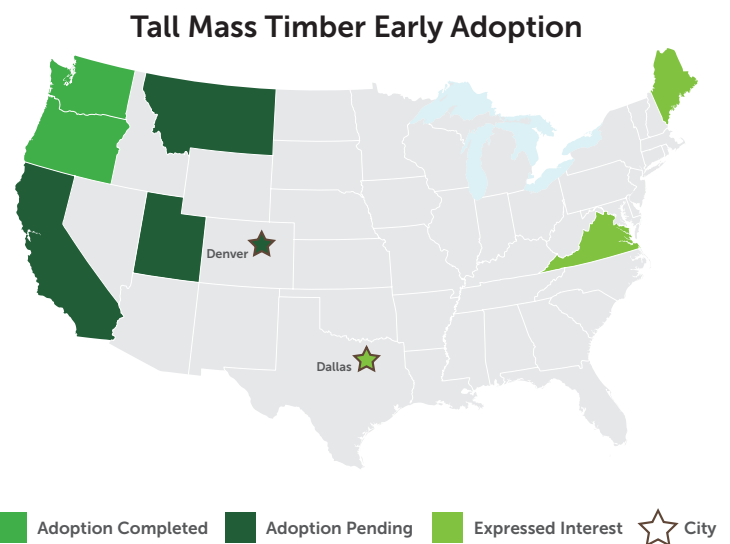 Tall Mass Timber Early Adoption
Denver
Dallas
Adoption Completed
Adoption Pending
Expressed Interest
City